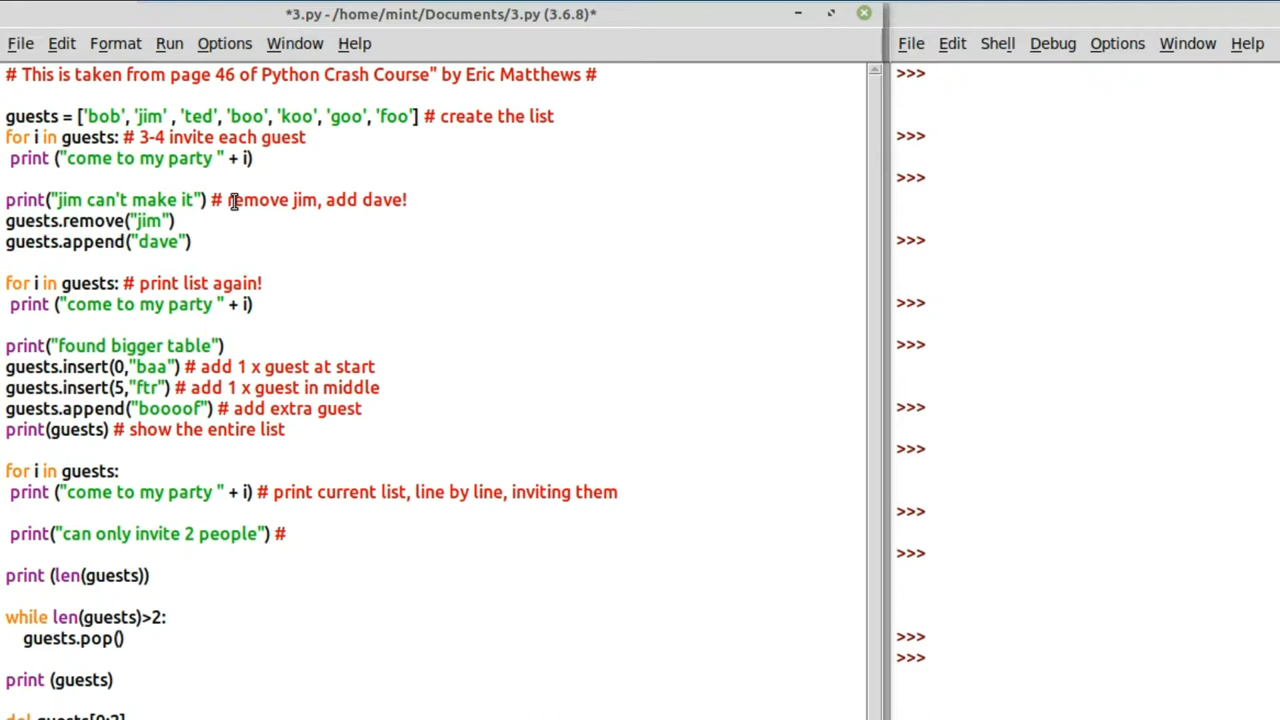 *3.py - /home/mint/Documents/3.py (3.6.8)*
File Edit Format Run Options Window Help
# This is taken from page 46 of Python Crash Course" by Eric Matthews #
guests = ['bob', 'jim' , 'ted', 'boo', 'koo', 'goo', 'foo'] # create the list
for i in guests: # 3-4 invite each guest
print ("come to my party " + i)
print("jim can't make it") # remove jim, add dave!
guests.remove("jim")
guests.append("dave")
for i in guests: # print list again!
print ("come to my party " + i)
print("found bigger table")
guests.insert(0,"baa") # add 1 x guest at start
guests.insert(5,"ftr") # add 1 x guest in middle
guests.append("boooof") # add extra guest
print(guests) # show the entire list
for i in guests:
print ("come to my party " + i) # print current list, line by line, inviting them
print("can only invite 2 people") #
print (len(guests))
while len(guests)>2:
guests.pop()
print (guests)
del guests[0:2]
File Edit Shell Debug Options Window Help
>>>
>>>
>>>
>>>
>>>
>>>
>>>
>>>
>>>
>>>
>>>
>>>